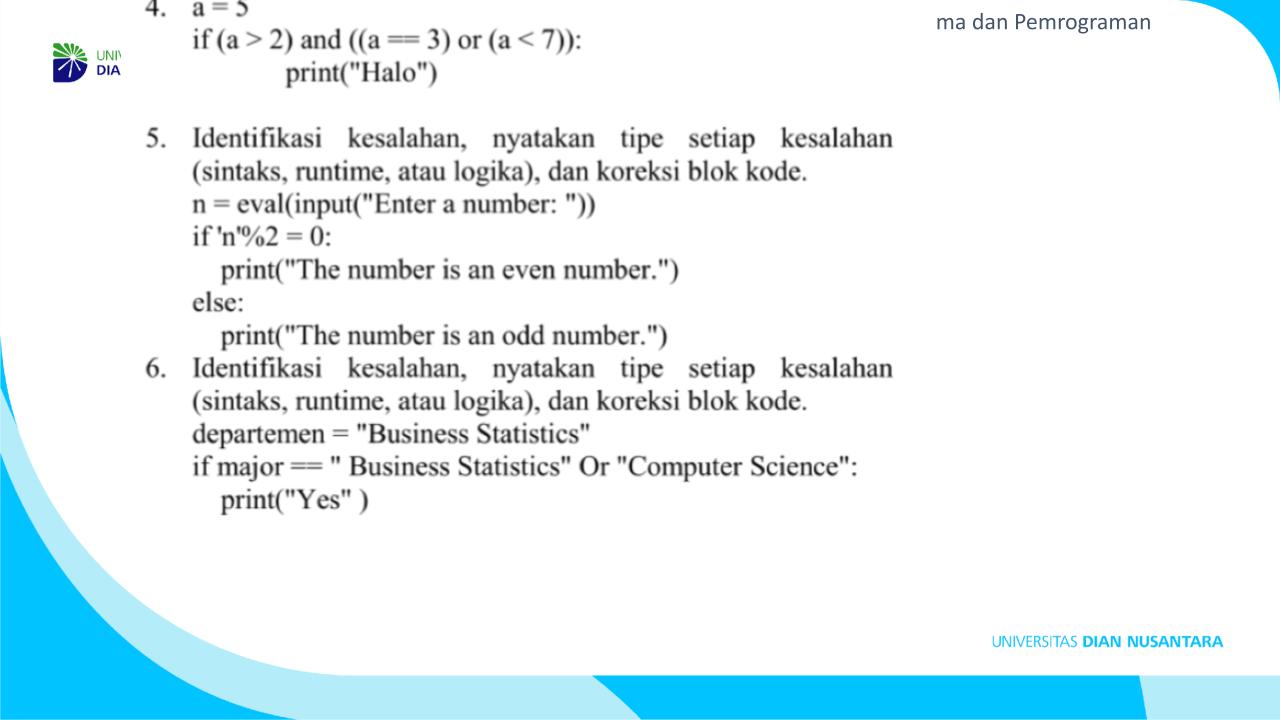 ma dan Pemrograman
UNI
DIA
4. a = 5
if (a > 2) and ((a == 3) or (a < 7)):
print("Halo")
5. Identifikasi kesalahan, nyatakan tipe setiap kesalahan
(sintaks, runtime, atau logika), dan koreksi blok kode.
n = eval(input("Enter a number: "))
if 'n'%2 = 0:
print("The number is an even number.")
else:
print("The number is an odd number.")
6. Identifikasi kesalahan, nyatakan tipe setiap kesalahan
(sintaks, runtime, atau logika), dan koreksi blok kode.
departemen = "Business Statistics"
if major == " Business Statistics" Or "Computer Science":
print("Yes" )
UNIVERSITAS DIAN NUSANTARA